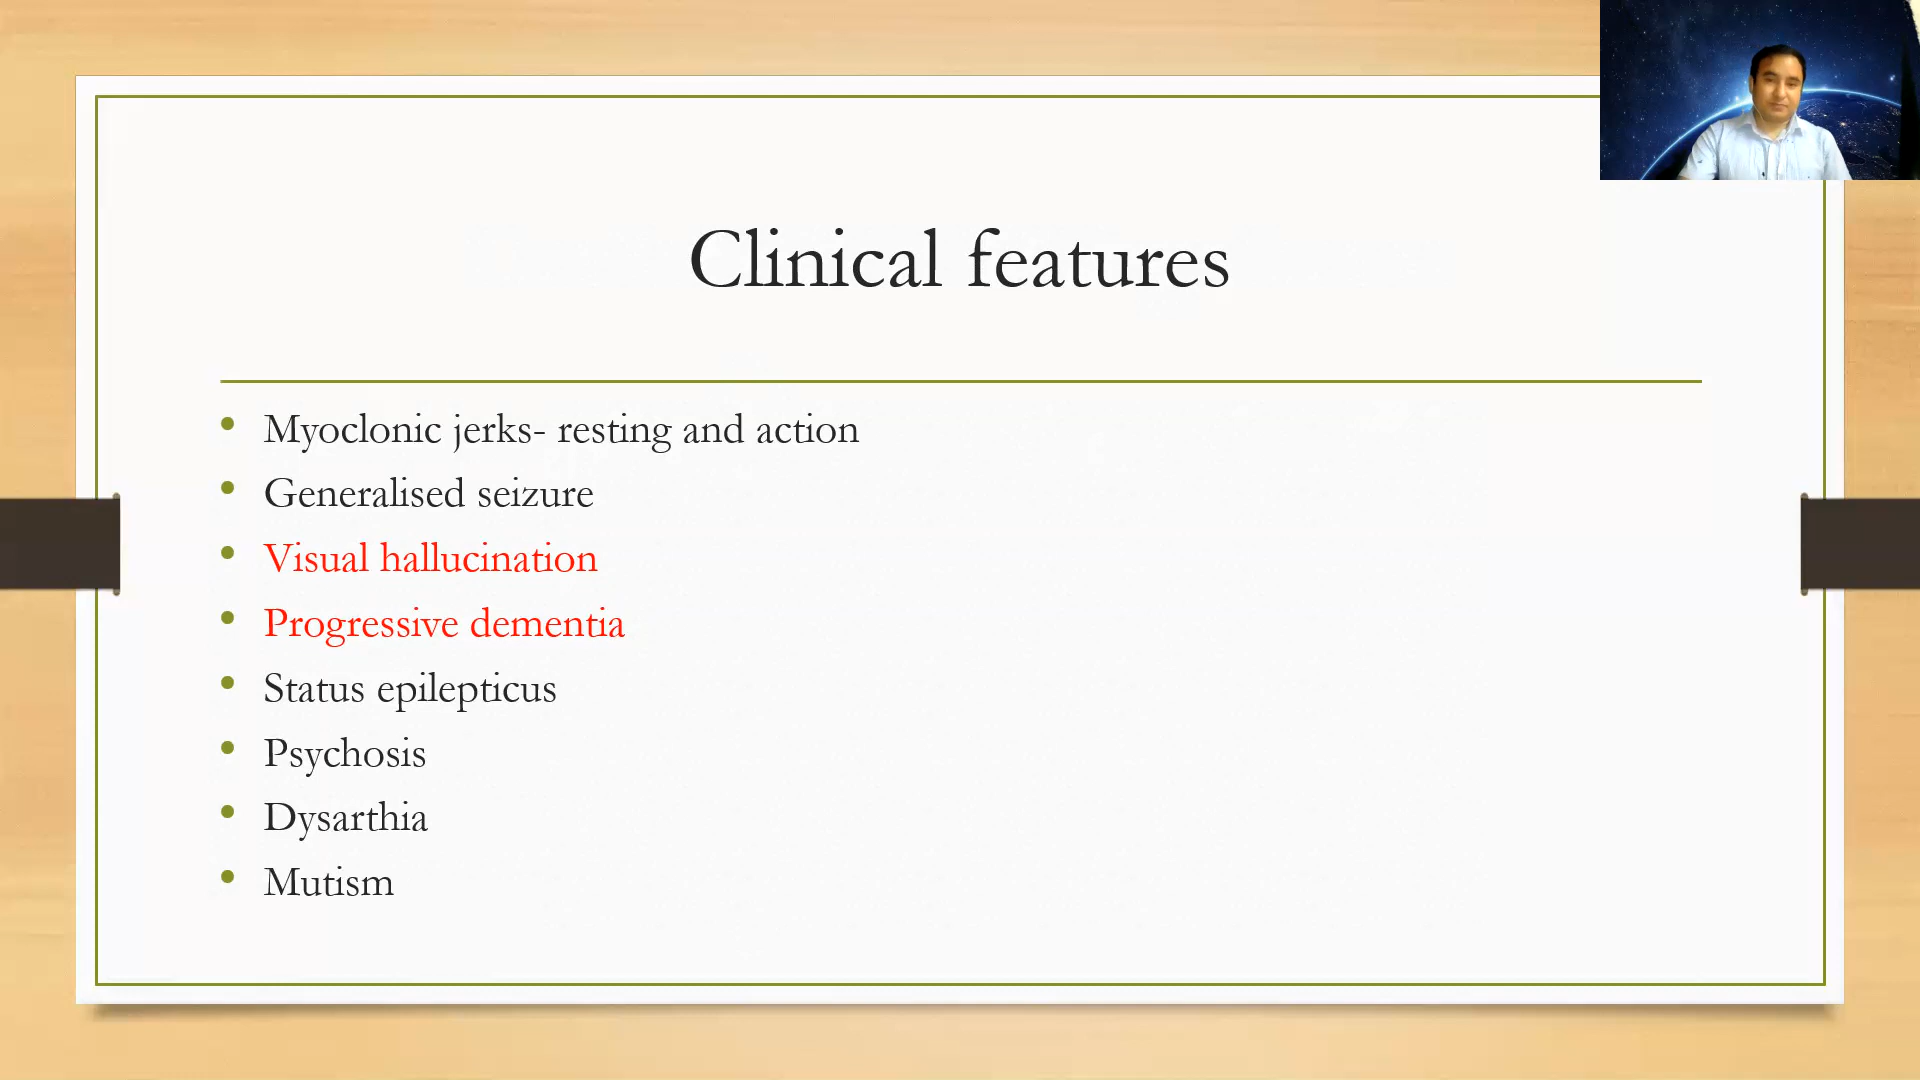 Clinical features
Myoclonic jerks- resting and action
Generalised seizure
Visual hallucination
Progressive dementia
Status epilepticus
Psychosis
Dysarthia
Mutism